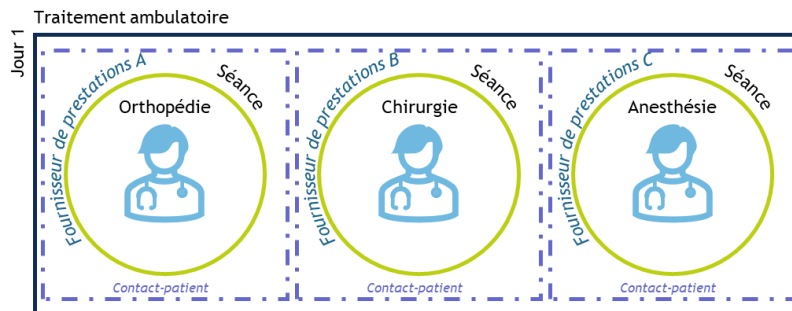 Traitement ambulatoire
Jour 1
Fournisseur de prestations A
Séance
Orthopédie
Contact-patient
Fournisseur de prestations B
Séance
Chirurgie
Contact-patient
Fournisseur de prestations C
Séance
Anesthésie
Contact-patient